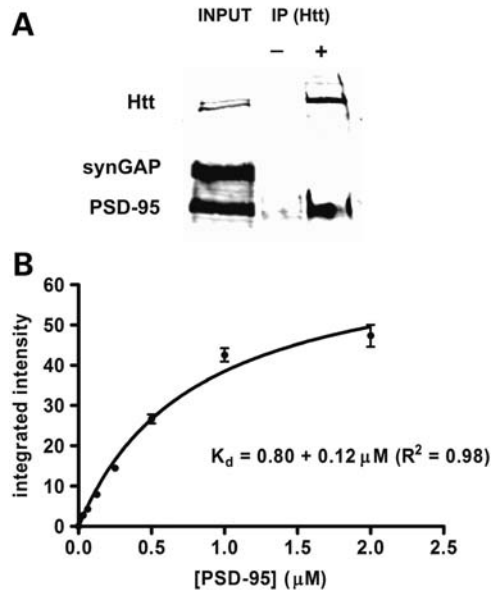 A
INPUT IP (Htt)
– +
Htt
synGAP
PSD-95
B
60
50
40
30
20
10
0
integrated intensity
K_d = 0.80 + 0.12 μM (R² = 0.98)
0.0 0.5 1.0 1.5 2.0 2.5
[PSD-95] (μM)